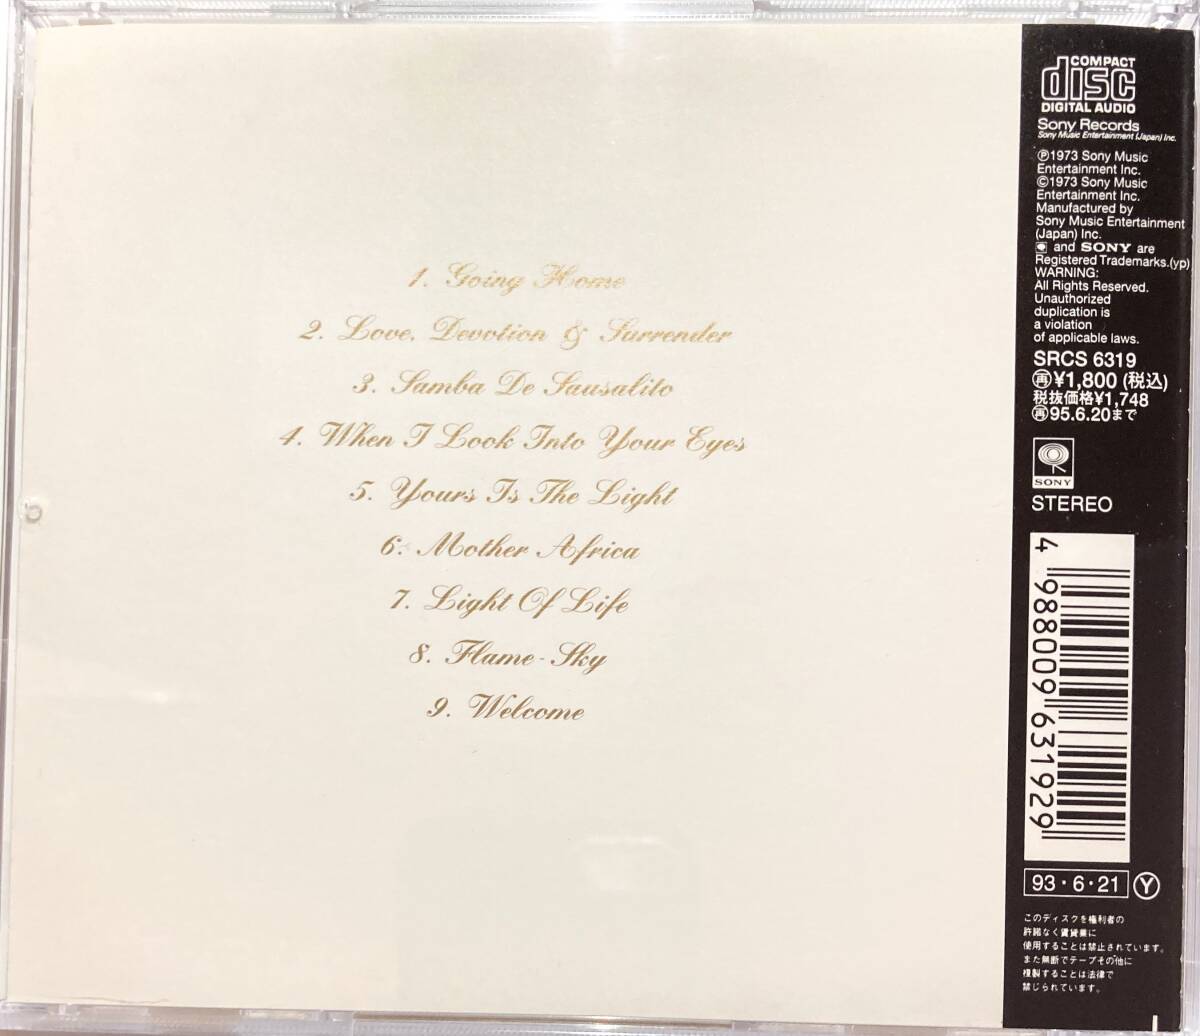 1. Going Home
2. Love, Devotion & Surrender
3. Samba De Sausalito
4. When I Look Into Your Eyes
5. Yours Is The Light
6. Mother Africa
7. Light Of Life
8. Flame-Sky
9. Welcome
COMPACT
disc
DIGITAL AUDIO
Sony Records
Sony Music Entertainment (Japan) Inc.
℗1973 Sony Music
Entertainment Inc.
©1973 Sony Music
Entertainment Inc.
Manufactured by
Sony Music Entertainment
(Japan) Inc.
and SONY are
Registered Trademarks.(yp)
WARNING:
All Rights Reserved.
Unauthorized
duplication is
a violation
of applicable laws.
SRCS 6319
再¥1,800(税込)
税抜価格¥1,748
再95.6.20まで
SONY
STEREO
4 988009 631929
93・6・21 Y
このディスクを権利者の
許諾なく賃貸業に
使用することは禁止されています。
また無断でテープその他に
複製することは法律で
禁じられています。